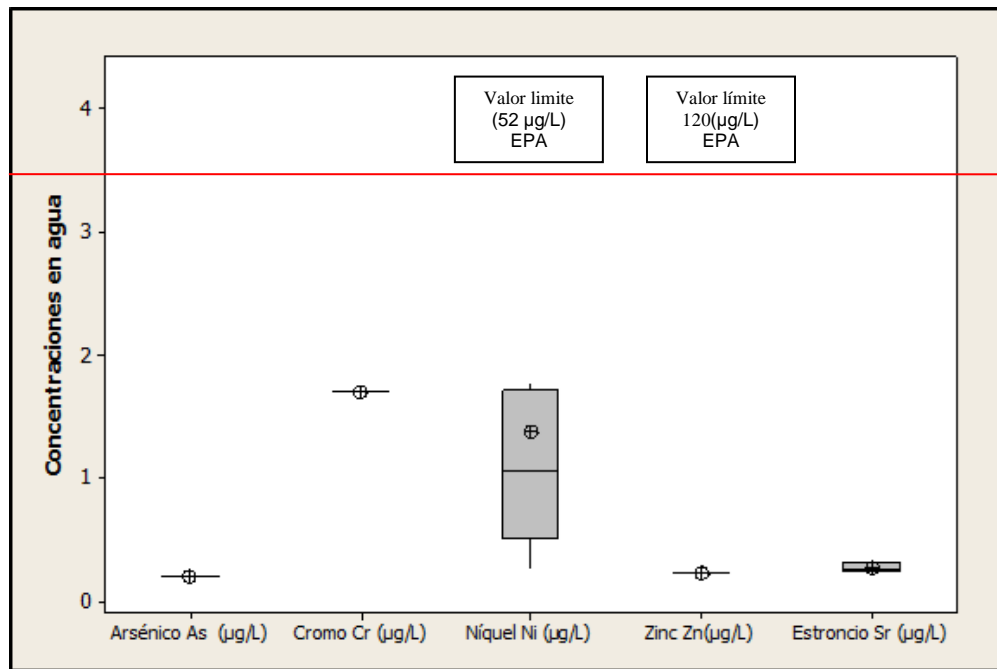 Valor limite
(52 µg/L)
EPA
Valor límite
120(µg/L)
EPA
Concentraciones en agua
4
3
2
1
0
Arsénico As (µg/L)
Cromo Cr (µg/L)
Níquel Ni (µg/L)
Zinc Zn(µg/L)
Estroncio Sr (µg/L)